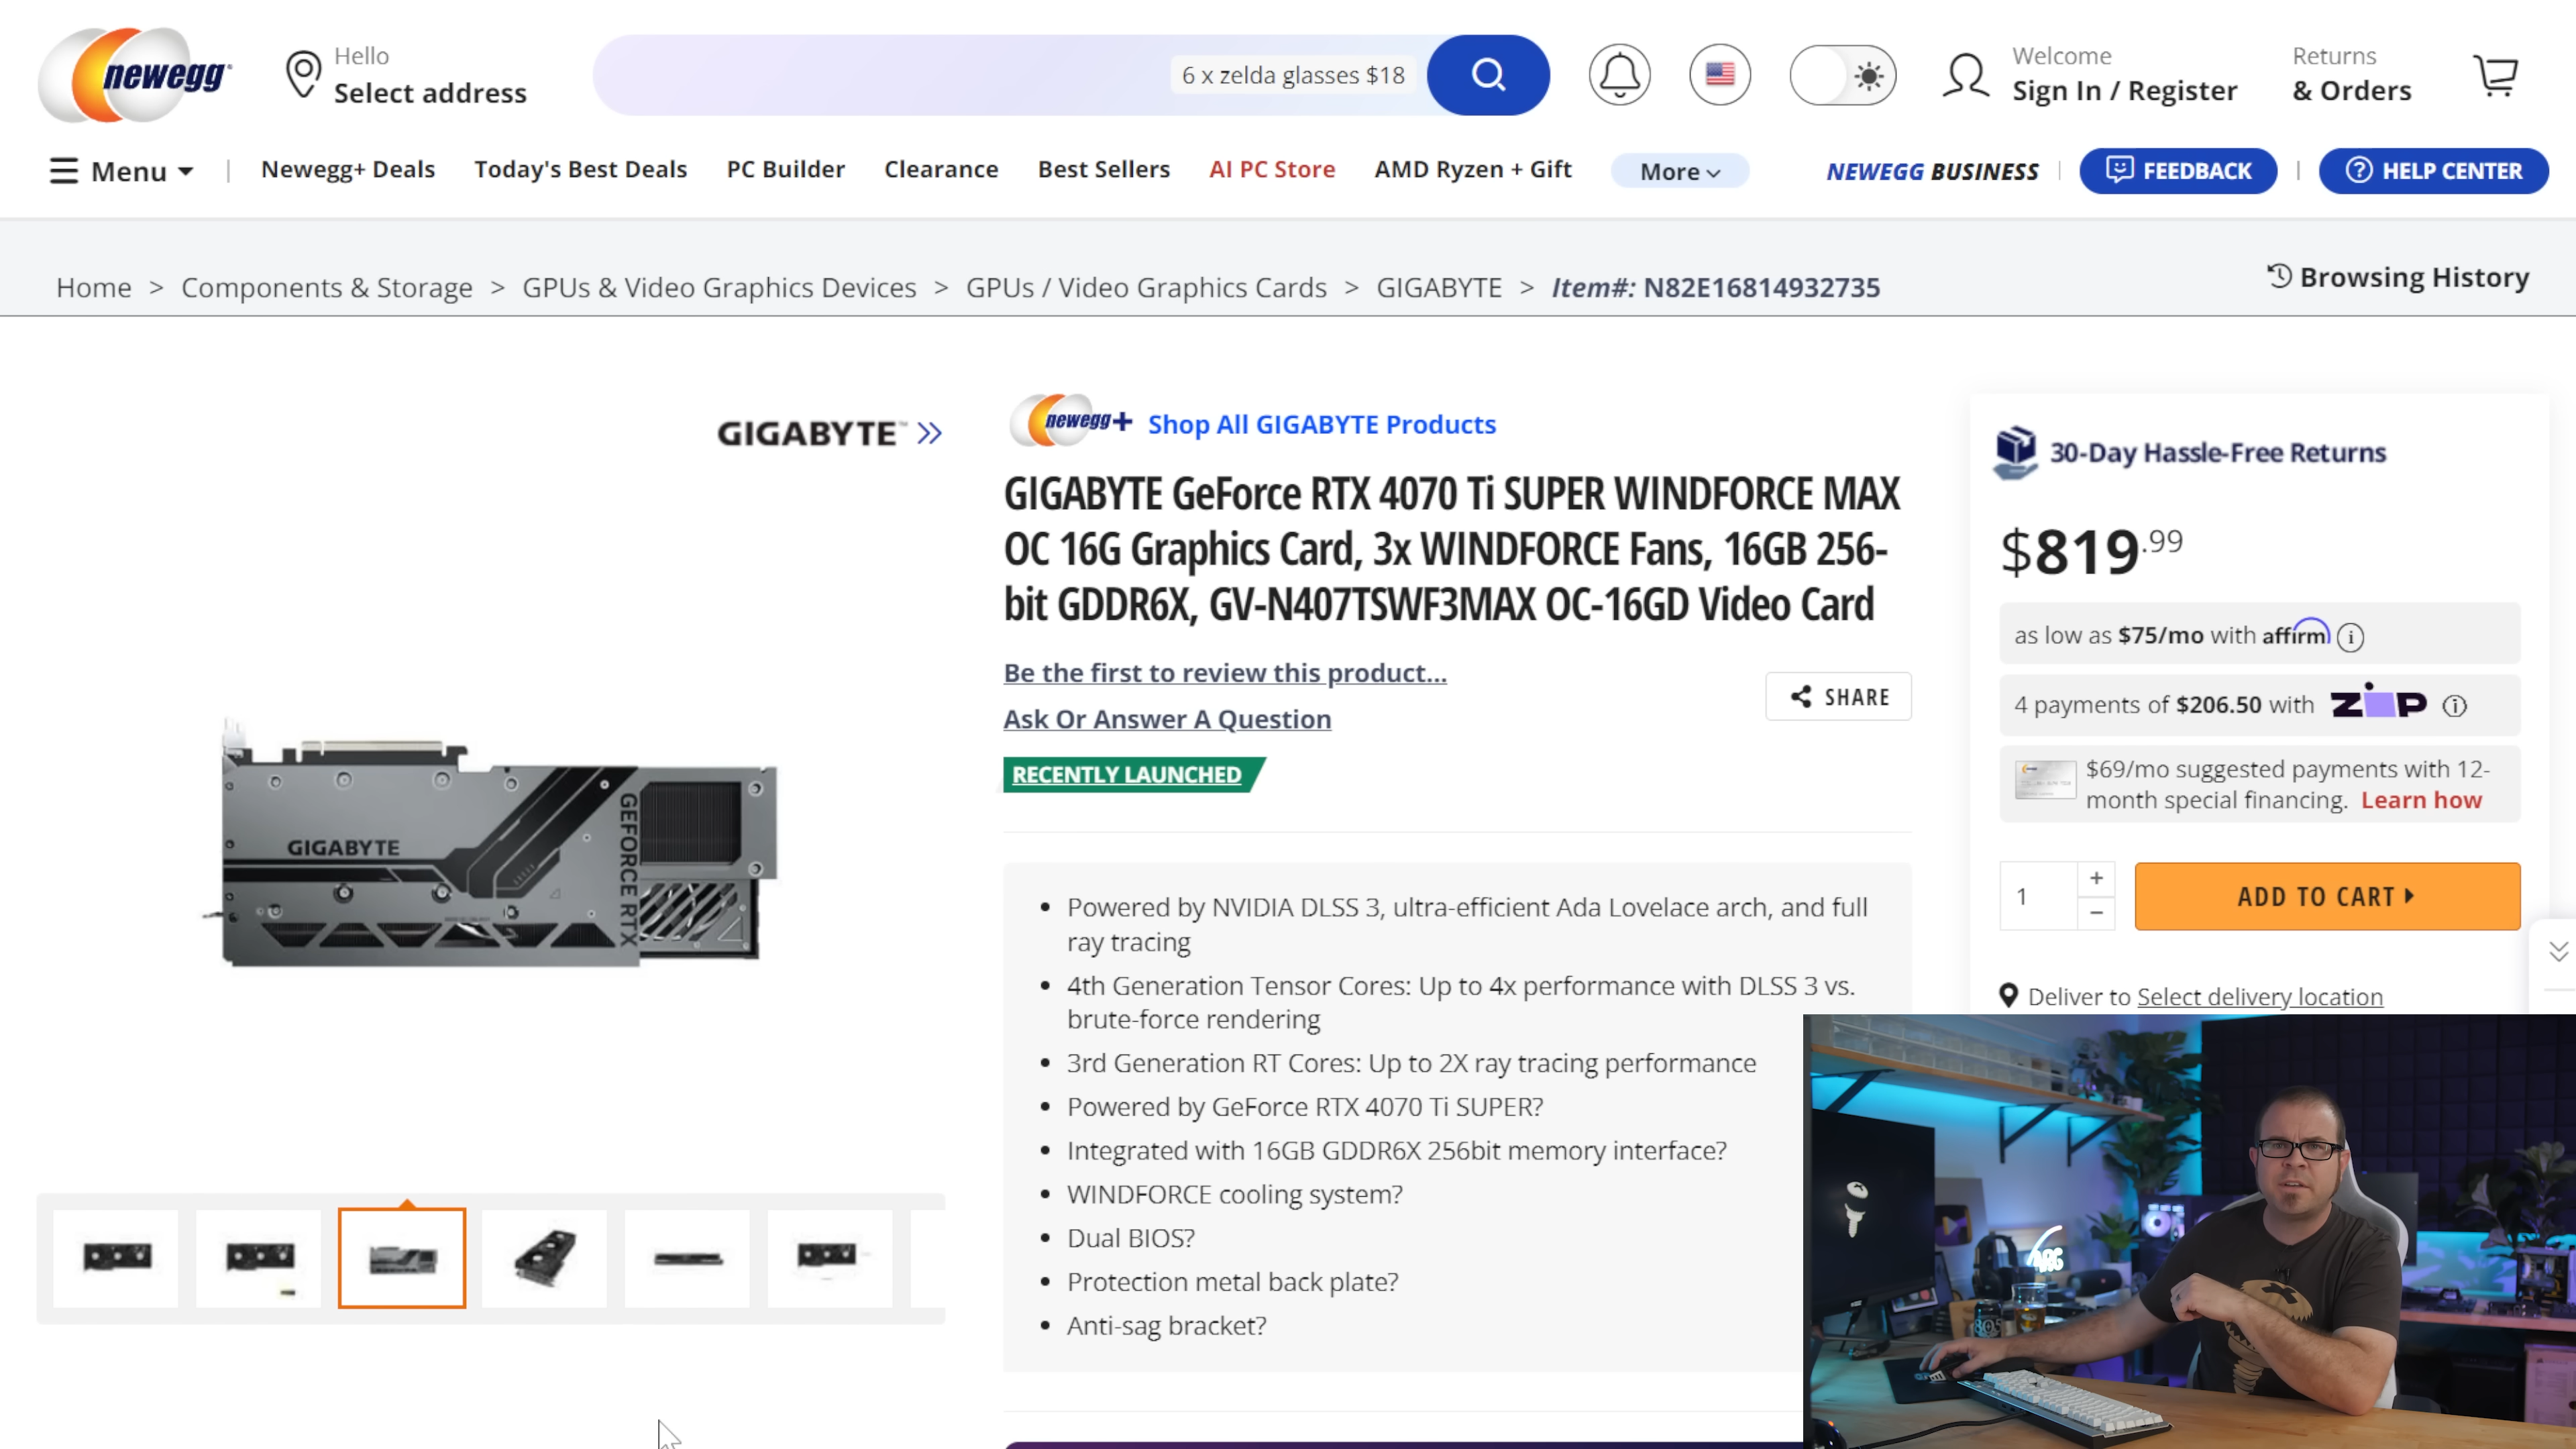 newegg
Hello
Select address
6 x zelda glasses $18
Welcome
Sign In / Register
Returns
& Orders
Menu
Newegg+ Deals
Today's Best Deals
PC Builder
Clearance
Best Sellers
AI PC Store
AMD Ryzen + Gift
More
NEWEGG BUSINESS
FEEDBACK
HELP CENTER
Home > Components & Storage > GPUs & Video Graphics Devices > GPUs / Video Graphics Cards > GIGABYTE > Item#: N82E16814932735
Browsing History
GIGABYTE™
GIGABYTE
GEFORCE RTX
newegg+
Shop All GIGABYTE Products
GIGABYTE GeForce RTX 4070 Ti SUPER WINDFORCE MAX
OC 16G Graphics Card, 3x WINDFORCE Fans, 16GB 256-
bit GDDR6X, GV-N407TSWF3MAX OC-16GD Video Card
Be the first to review this product...
Ask Or Answer A Question
SHARE
RECENTLY LAUNCHED
• Powered by NVIDIA DLSS 3, ultra-efficient Ada Lovelace arch, and full
ray tracing
• 4th Generation Tensor Cores: Up to 4x performance with DLSS 3 vs.
brute-force rendering
• 3rd Generation RT Cores: Up to 2X ray tracing performance
• Powered by GeForce RTX 4070 Ti SUPER?
• Integrated with 16GB GDDR6X 256bit memory interface?
• WINDFORCE cooling system?
• Dual BIOS?
• Protection metal back plate?
• Anti-sag bracket?
30-Day Hassle-Free Returns
$819.99
as low as $75/mo with affirm
4 payments of $206.50 with ZIP
$69/mo suggested payments with 12-
month special financing. Learn how
1
+
−
ADD TO CART
Deliver to Select delivery location
805